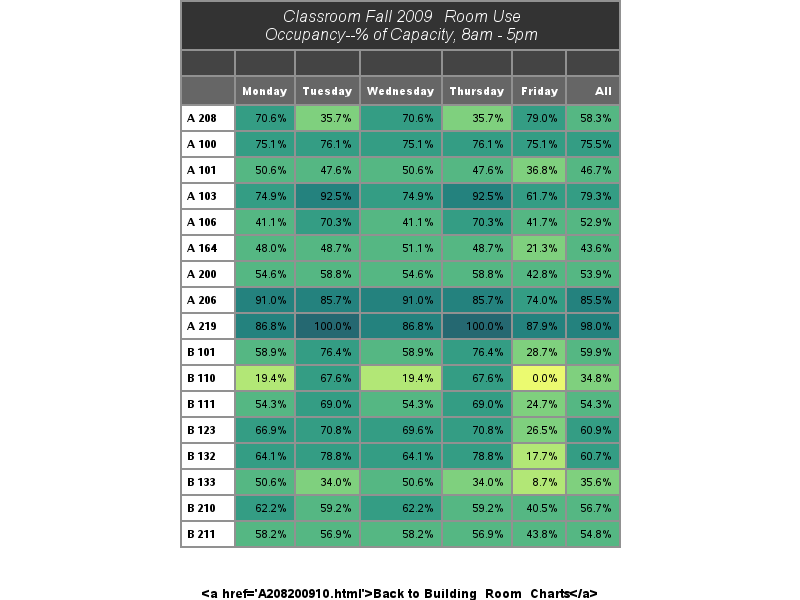 Classroom Fall 2009 Room Use
Occupancy--% of Capacity, 8am - 5pm
Monday Tuesday Wednesday Thursday Friday All
A 208 70.6% 35.7% 70.6% 35.7% 79.0% 58.3%
A 100 75.1% 76.1% 75.1% 76.1% 75.1% 75.5%
A 101 50.6% 47.6% 50.6% 47.6% 36.8% 46.7%
A 103 74.9% 92.5% 74.9% 92.5% 61.7% 79.3%
A 106 41.1% 70.3% 41.1% 70.3% 41.7% 52.9%
A 164 48.0% 48.7% 51.1% 48.7% 21.3% 43.6%
A 200 54.6% 58.8% 54.6% 58.8% 42.8% 53.9%
A 206 91.0% 85.7% 91.0% 85.7% 74.0% 85.5%
A 219 86.8% 100.0% 86.8% 100.0% 87.9% 98.0%
B 101 58.9% 76.4% 58.9% 76.4% 28.7% 59.9%
B 110 19.4% 67.6% 19.4% 67.6% 0.0% 34.8%
B 111 54.3% 69.0% 54.3% 69.0% 24.7% 54.3%
B 123 66.9% 70.8% 69.6% 70.8% 26.5% 60.9%
B 132 64.1% 78.8% 64.1% 78.8% 17.7% 60.7%
B 133 50.6% 34.0% 50.6% 34.0% 8.7% 35.6%
B 210 62.2% 59.2% 62.2% 59.2% 40.5% 56.7%
B 211 58.2% 56.9% 58.2% 56.9% 43.8% 54.8%
<a href='A208200910.html'>Back to Building Room Charts</a>